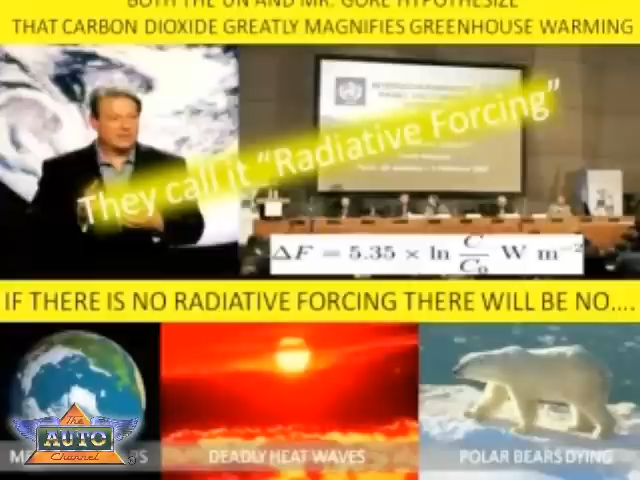 BOTH THE UN AND MR. GORE HYPOTHESIZE
THAT CARBON DIOXIDE GREATLY MAGNIFIES GREENHOUSE WARMING
They call it "Radiative Forcing"
ΔF = 5.35 × ln C/C₀ W m⁻²
IF THERE IS NO RADIATIVE FORCING THERE WILL BE NO....
DEADLY HEAT WAVES
POLAR BEARS DYING
The
AUTO
Channel